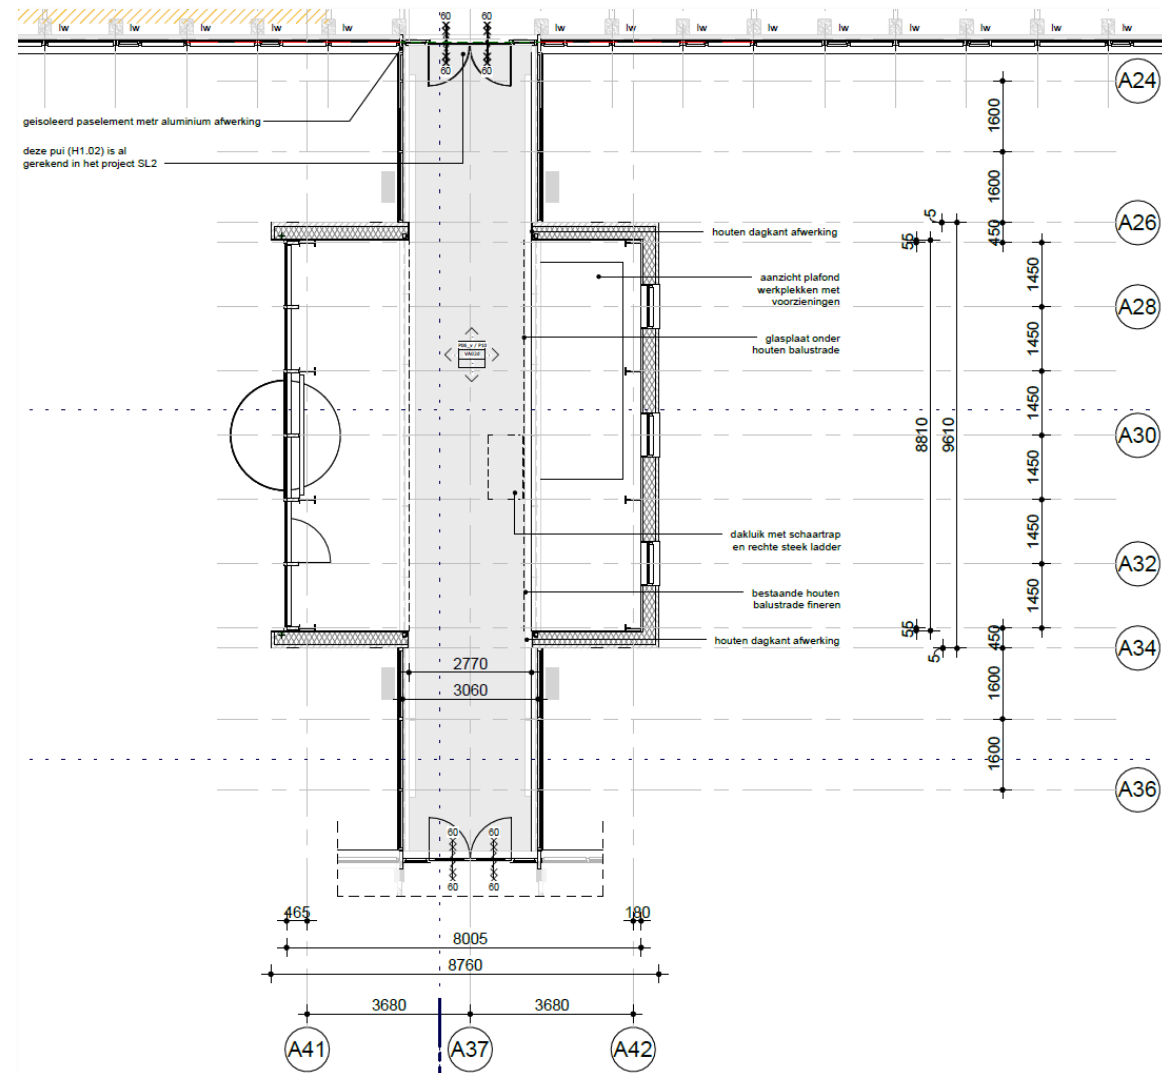 60
60
lw
lw
lw
lw
lw
lw
lw
lw
lw
lw
lw
lw
lw
lw
60
60
A24
1600
geisoleerd paselement metr aluminium afwerking
deze pui (H1.02) is al
gerekend in het project SL2
1600
A26
5
450
55
houten dagkant afwerking
1450
aanzicht plafond
werkplekken met
voorzieningen
A28
glasplaat onder
houten balustrade
VA024
1450
1450
8810
9610
A30
1450
1450
dakluik met schaartrap
en rechte steek ladder
A32
bestaande houten
balustrade fineren
1450
houten dagkant afwerking
55
450
5
A34
2770
3060
1600
1600
A36
60
60
60
60
465
180
8005
8760
3680
3680
A41
A37
A42